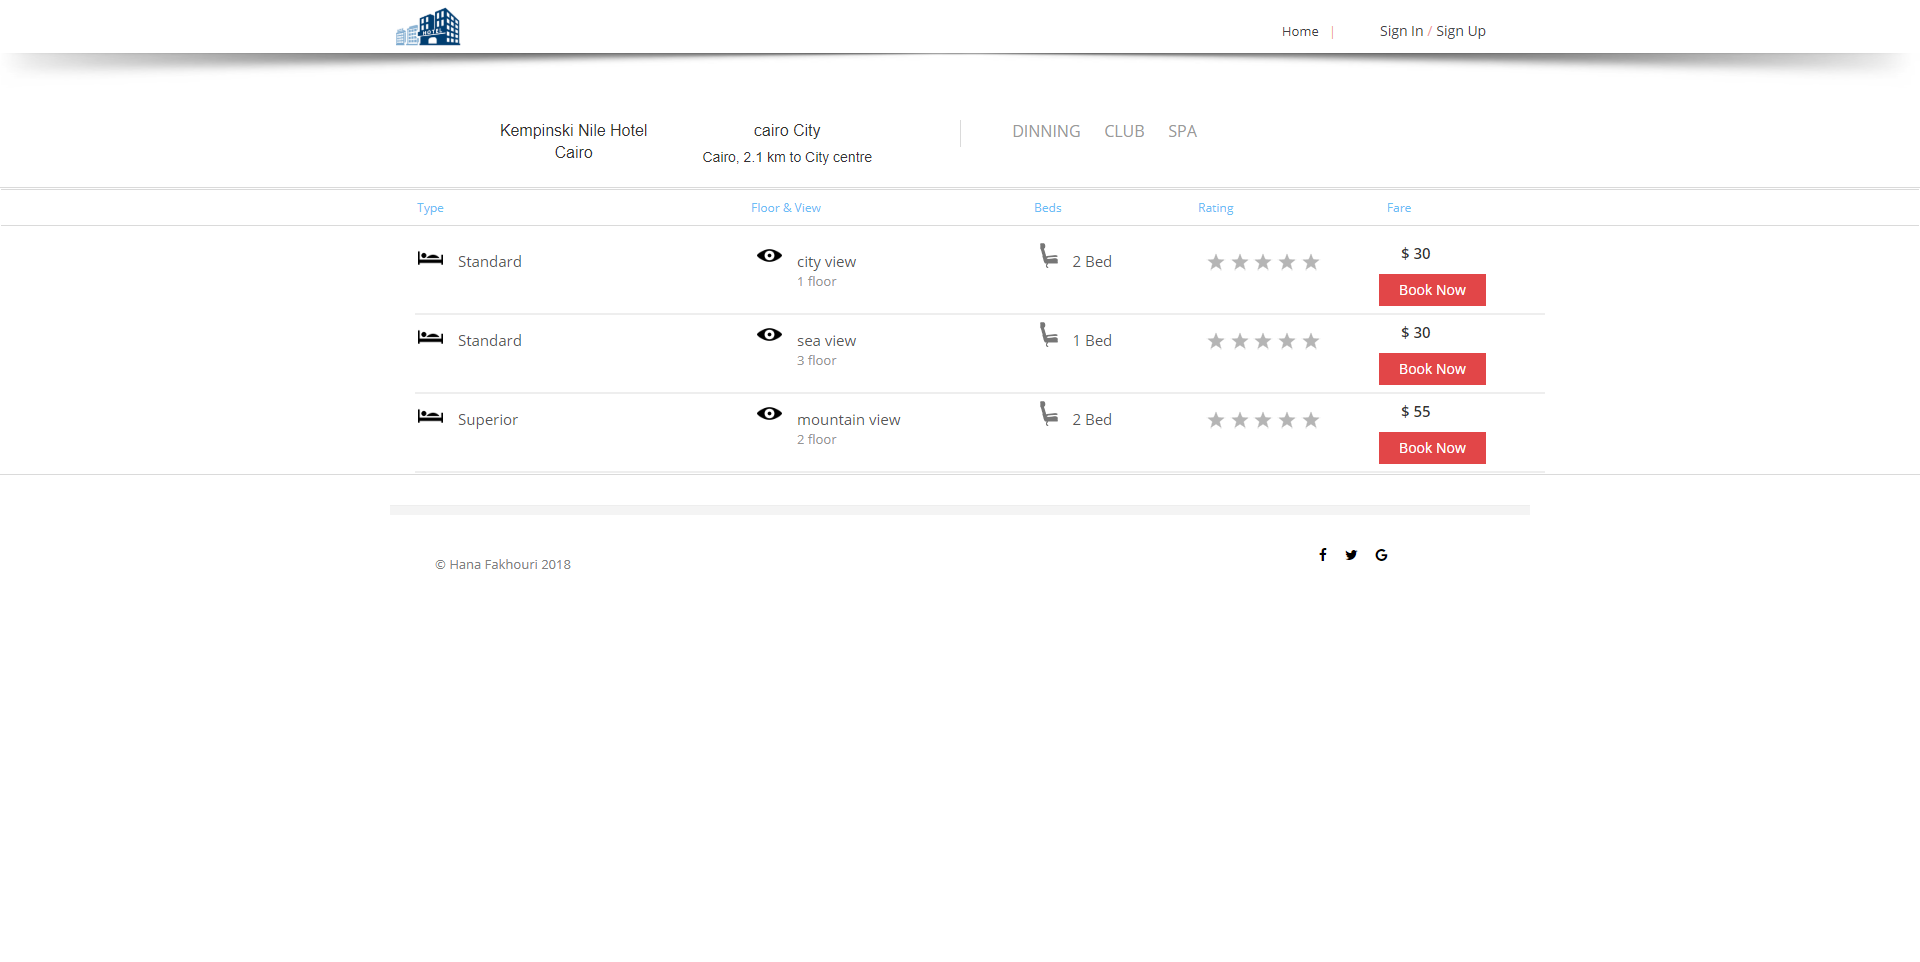 HOTEL
Home | Sign In / Sign Up
Kempinski Nile Hotel
Cairo
cairo City
Cairo, 2.1 km to City centre
DINNING CLUB SPA
Type Floor & View Beds Rating Fare
Standard city view 2 Bed $ 30
1 floor
Book Now
Standard sea view 1 Bed $ 30
3 floor
Book Now
Superior mountain view 2 Bed $ 55
2 floor
Book Now
© Hana Fakhouri 2018